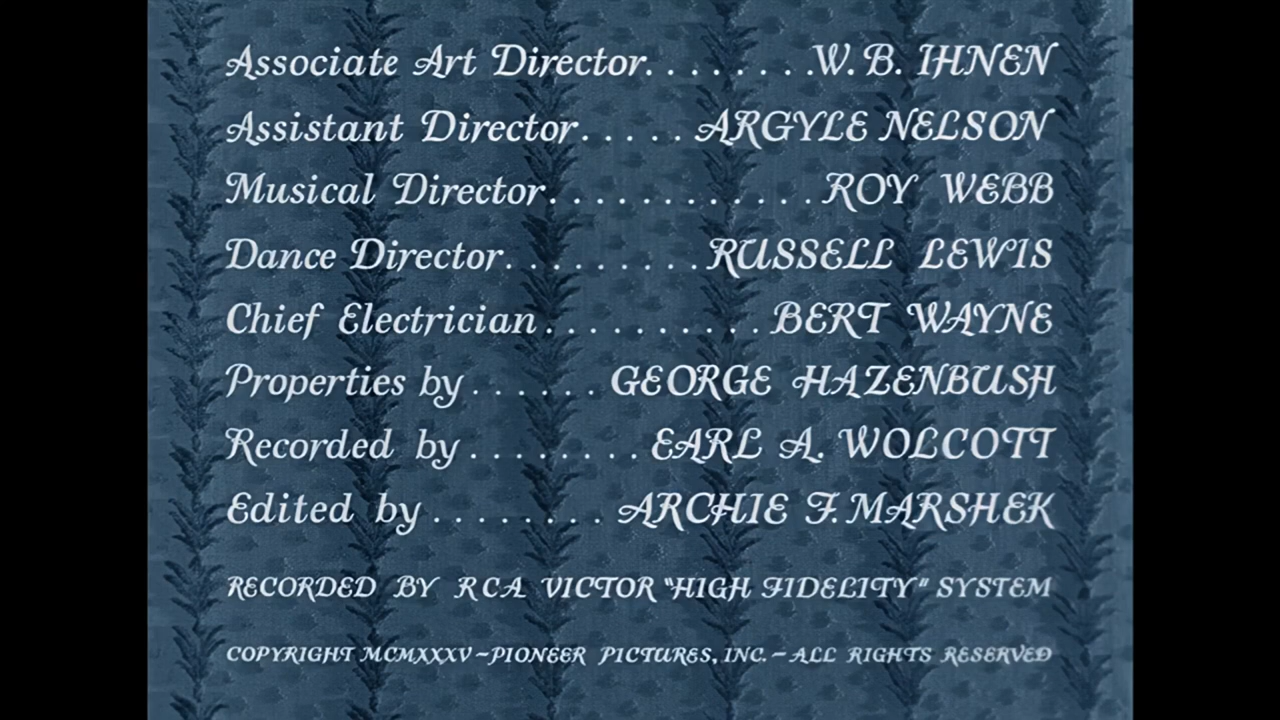 Associate Art Director. . . . . . . . W. B. IHNEN
Assistant Director. . . . . ARGYLE NELSON
Musical Director. . . . . . . . . . . . ROY WEBB
Dance Director. . . . . . . . . RUSSELL LEWIS
Chief Electrician . . . . . . . . . . BERT WAYNE
Properties by . . . . . . GEORGE HAZENBUSH
Recorded by . . . . . . . . EARL A. WOLCOTT
Edited by . . . . . . . . ARCHIE F. MARSHEK
RECORDED BY RCA VICTOR "HIGH FIDELITY" SYSTEM
COPYRIGHT MCMXXXV–PIONEER PICTURES, INC.–ALL RIGHTS RESERVED